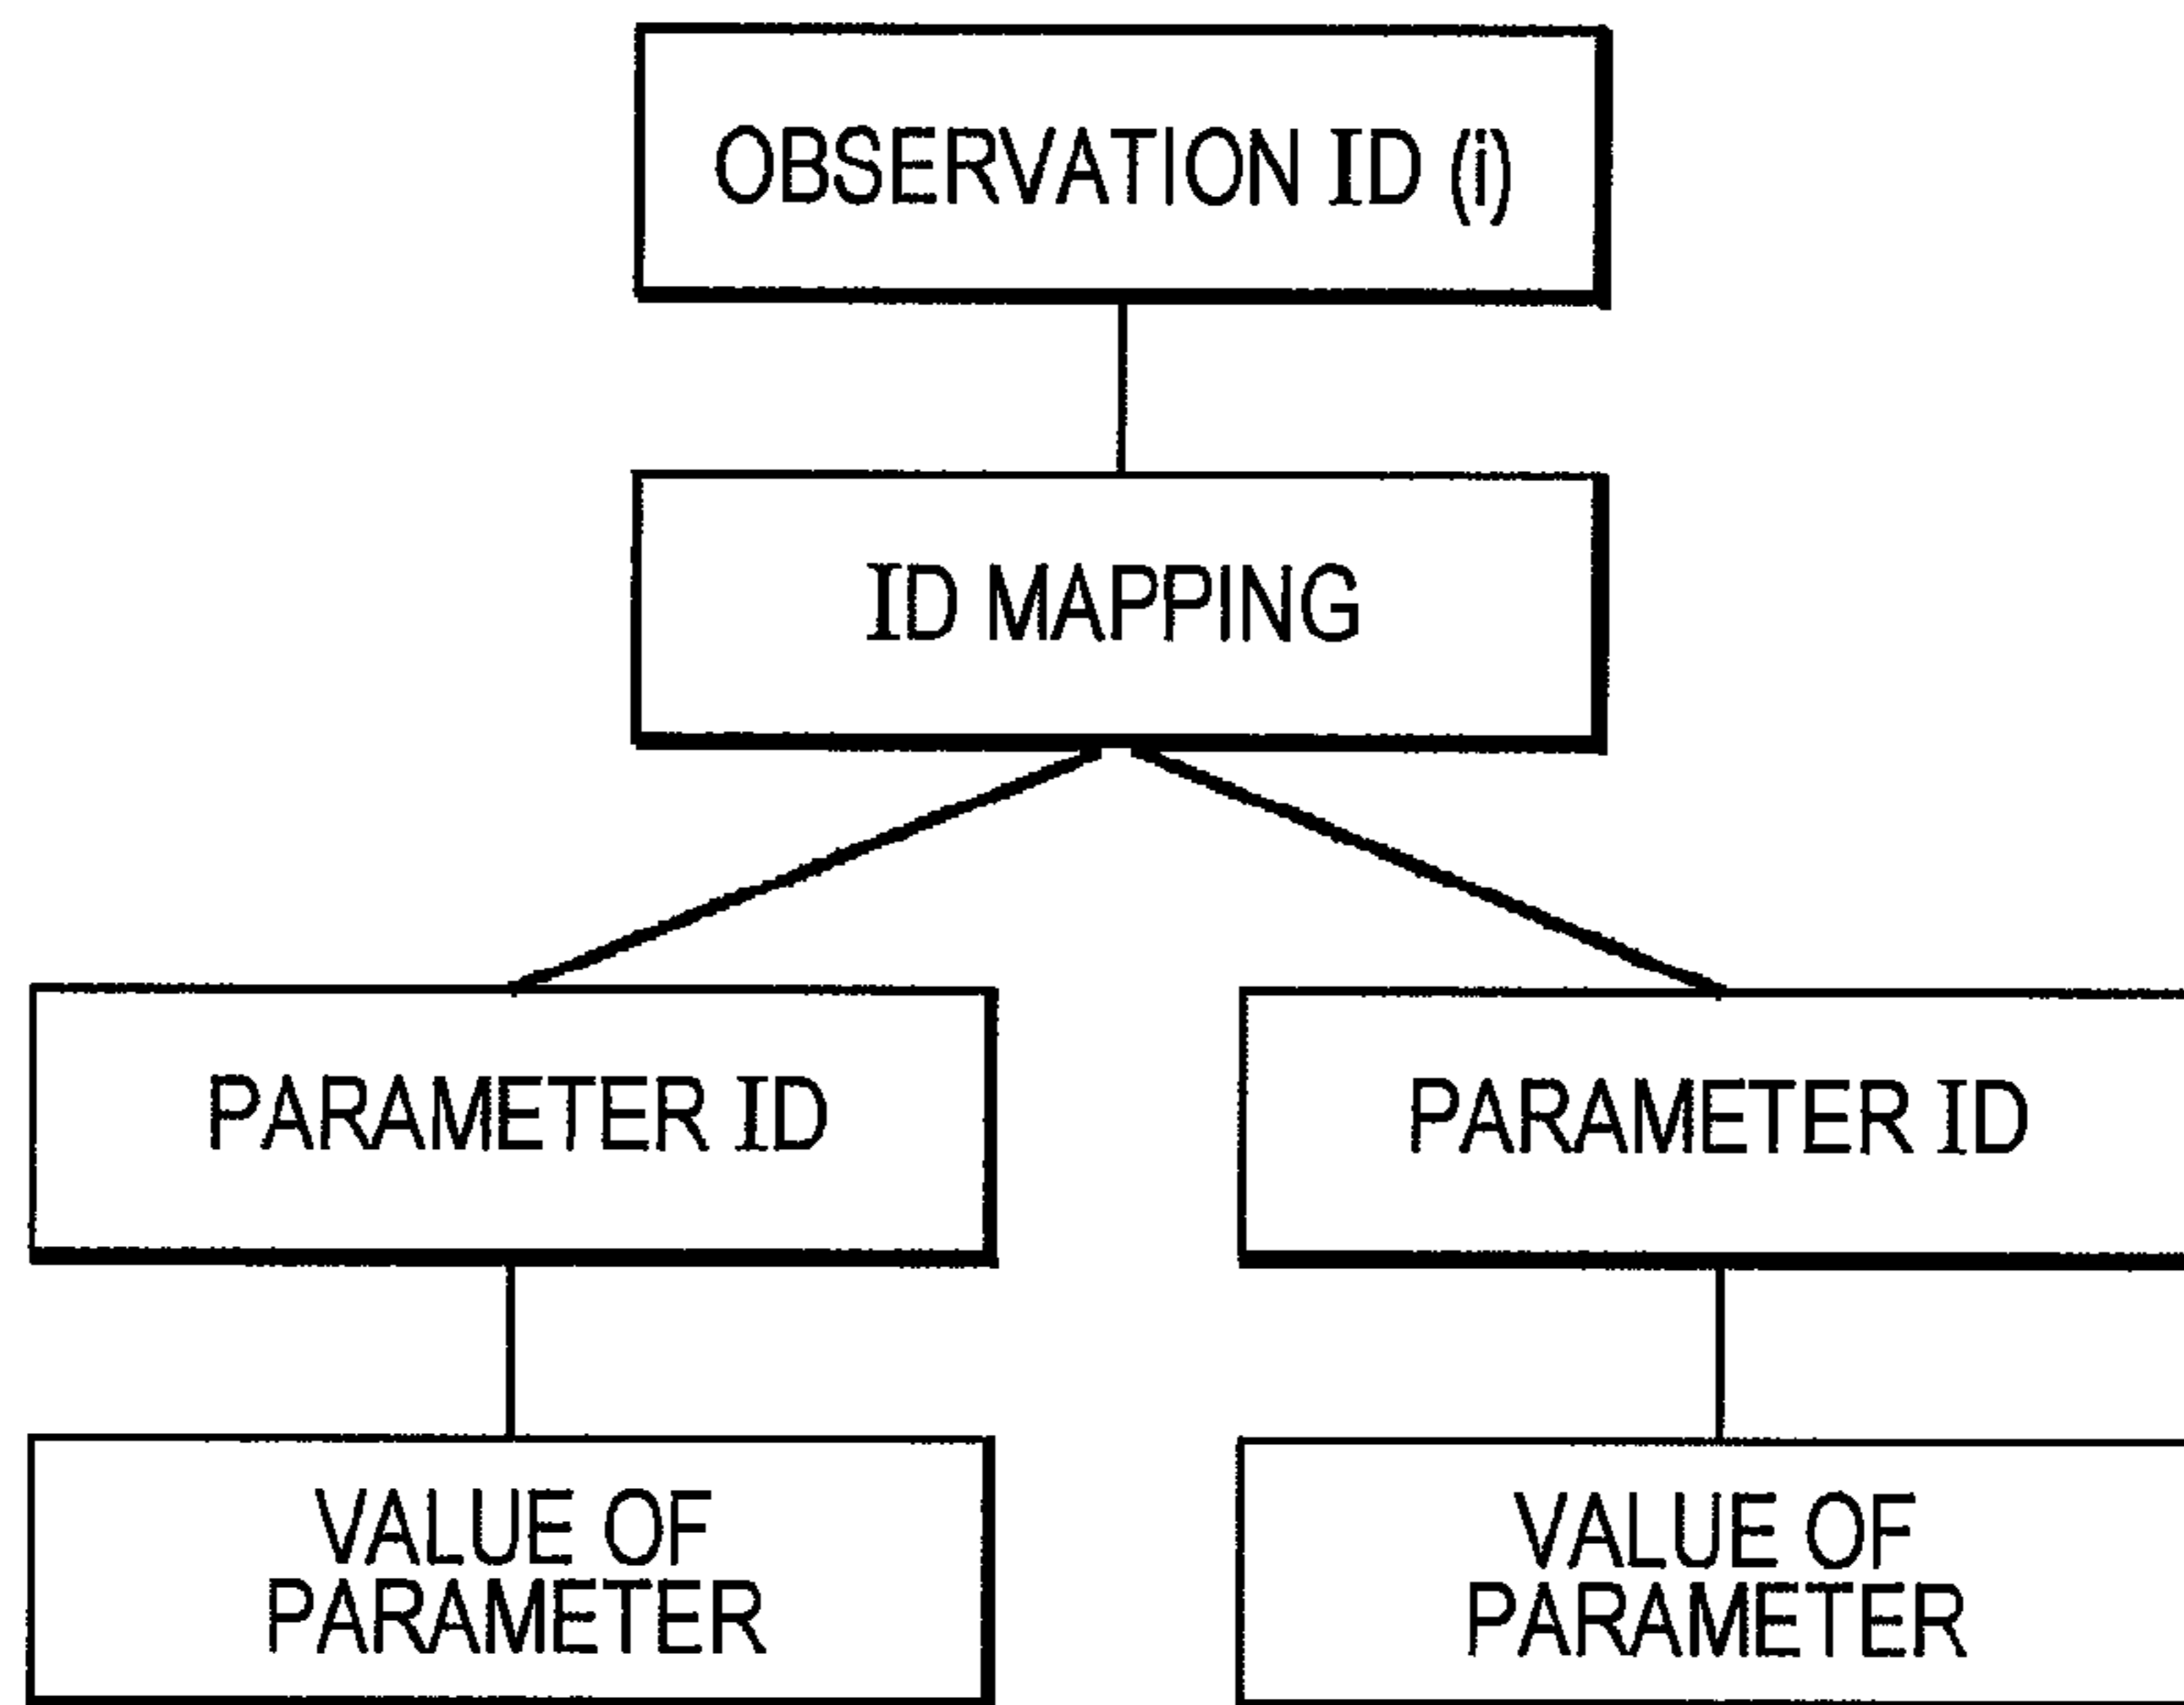 OBSERVATION ID (i)
ID MAPPING
PARAMETER ID
PARAMETER ID
VALUE OF
PARAMETER
VALUE OF
PARAMETER